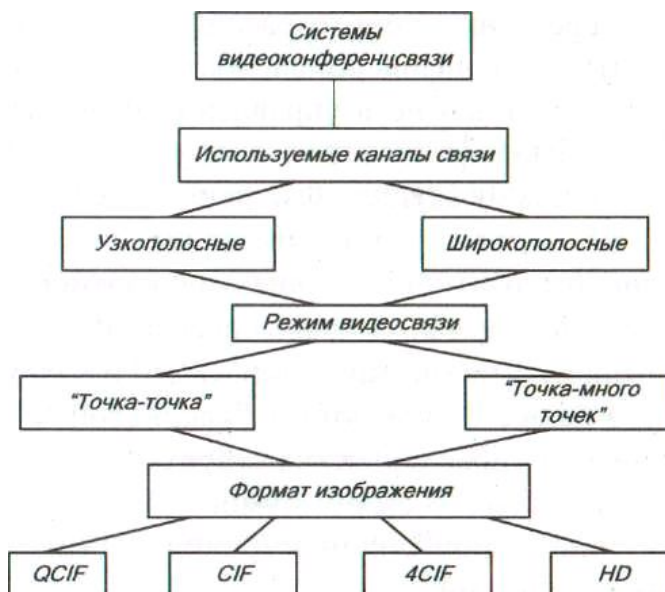 Системы
видеоконференцсвязи
Используемые каналы связи
Узкополосные
Широкополосные
Режим видеосвязи
"Точка-точка"
"Точка-много
точек"
Формат изображения
QCIF
CIF
4CIF
HD